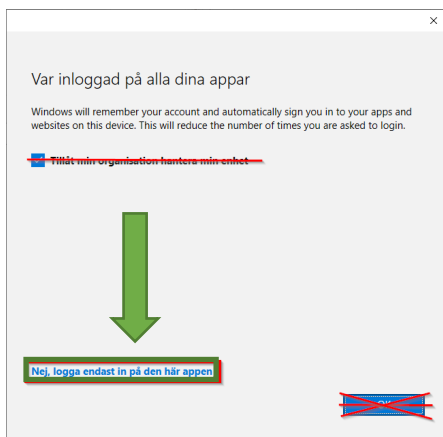 Var inloggad på alla dina appar
Windows will remember your account and automatically sign you in to your apps and
websites on this device. This will reduce the number of times you are asked to login.
Tillåt min organisation hantera min enhet
Nej, logga endast in på den här appen
OK